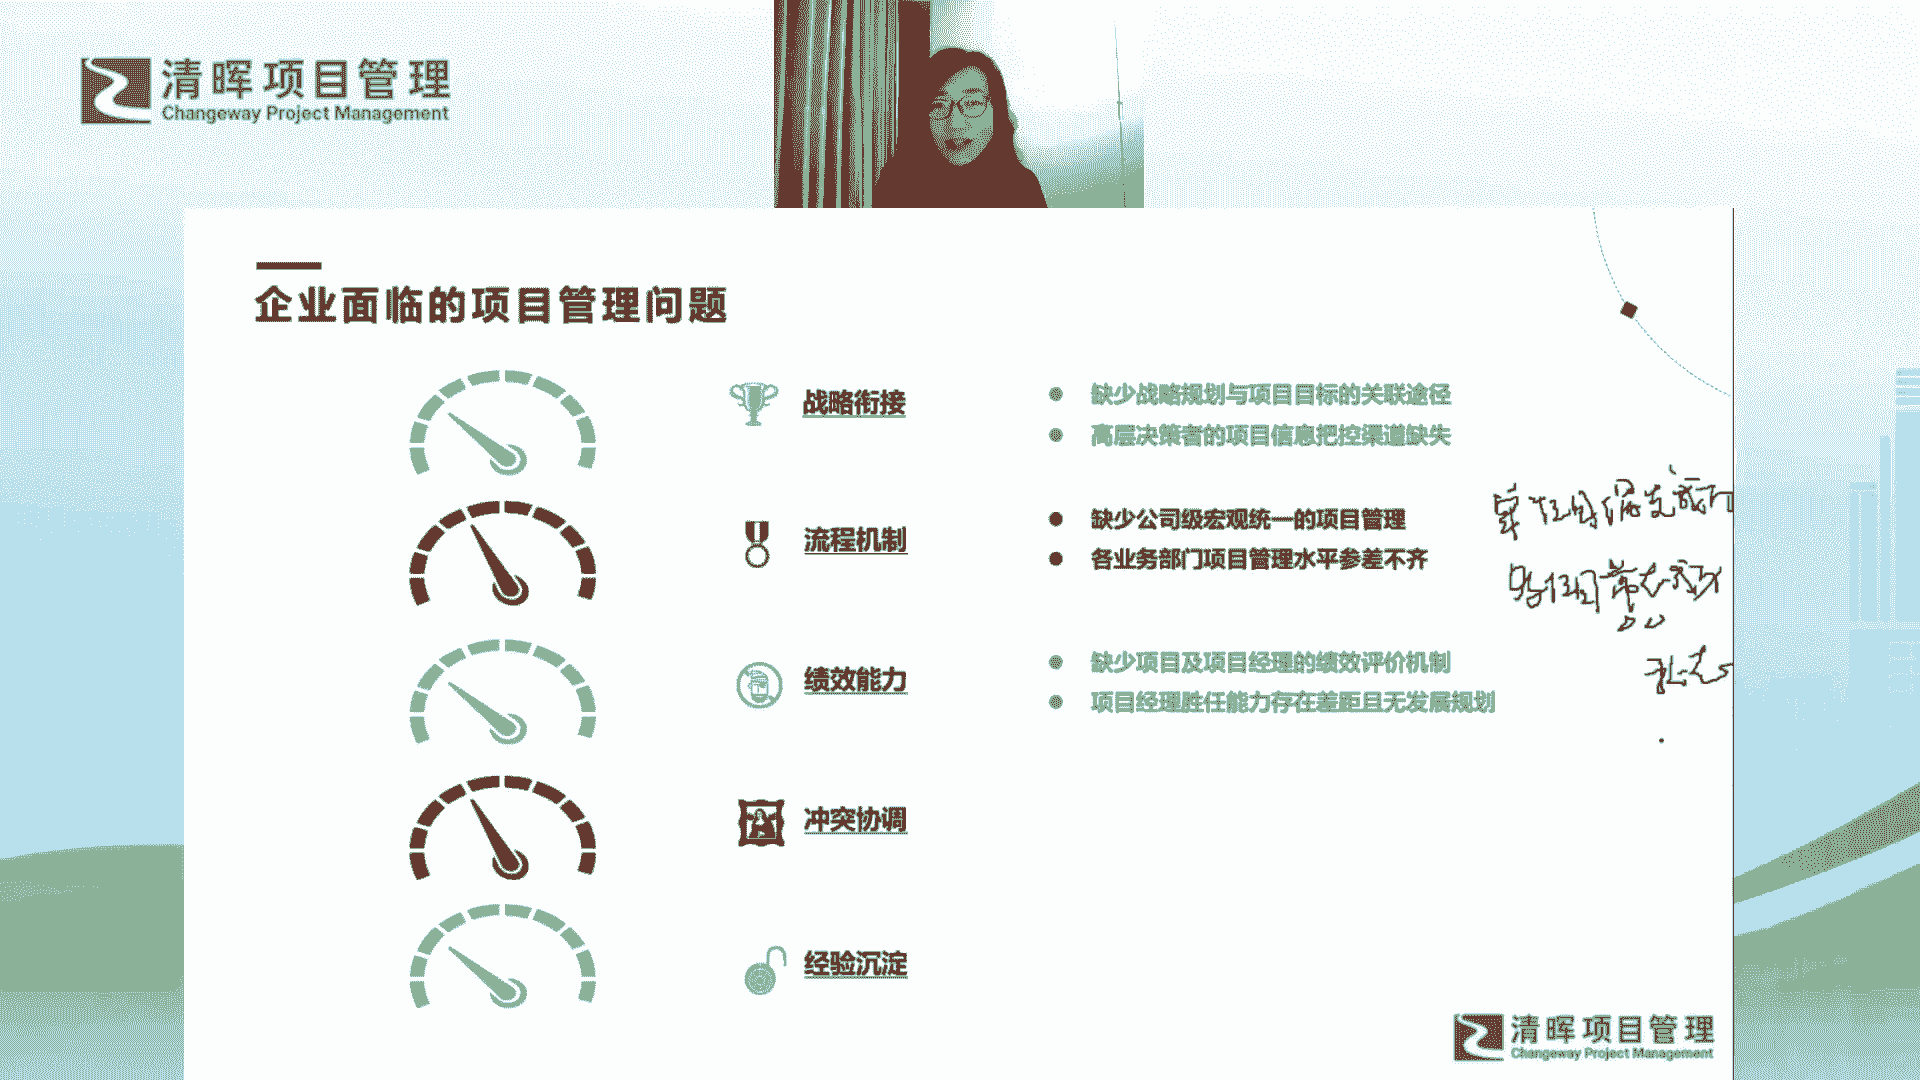 清晖项目管理
Changeway Project Management
企业面临的项目管理问题
战略衔接
缺少战略规划与项目目标的关联途径
高层决策者的项目信息把控渠道缺失
流程机制
缺少公司级宏观统一的项目管理
各业务部门项目管理水平参差不齐
绩效能力
缺少项目及项目经理的绩效评价机制
项目经理胜任能力存在差距且无发展规划
冲突协调
经验沉淀
清晖项目管理
Changeway Project Management